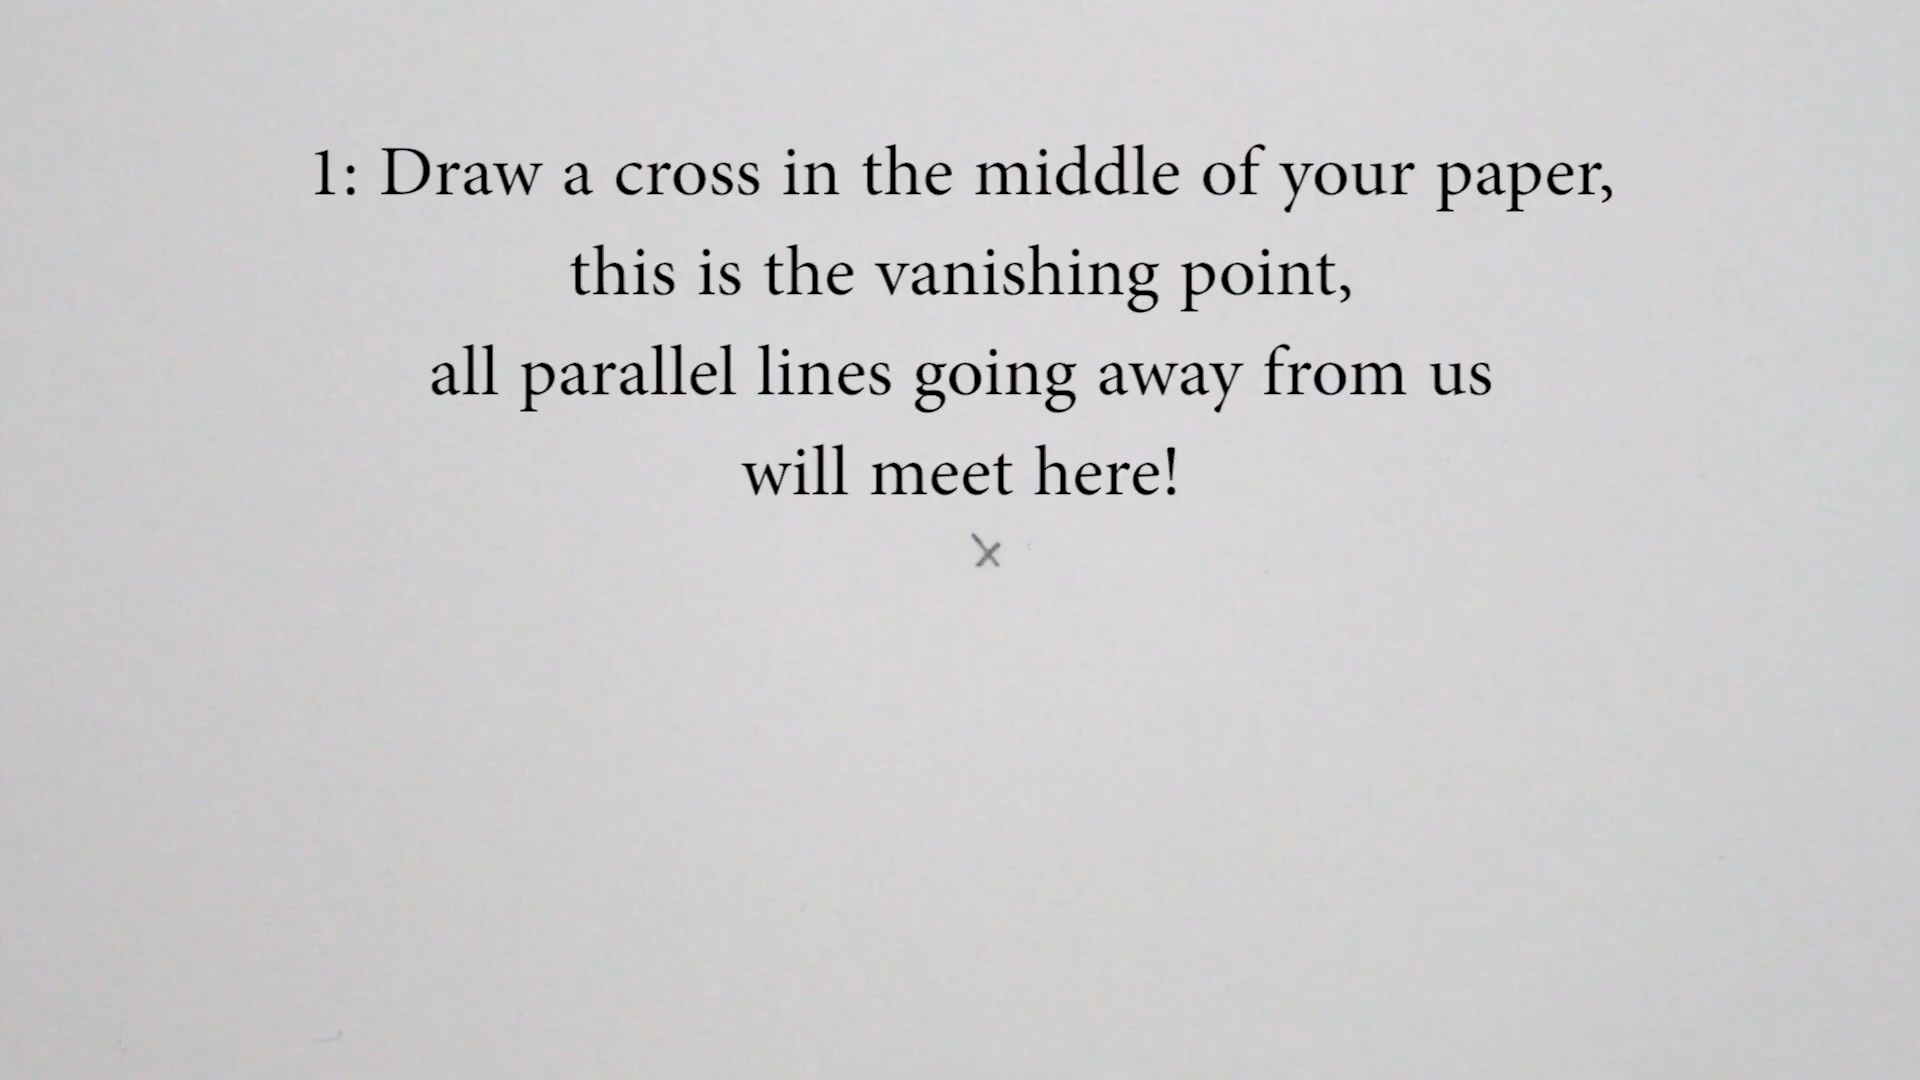 1: Draw a cross in the middle of your paper,
this is the vanishing point,
all parallel lines going away from us
will meet here!